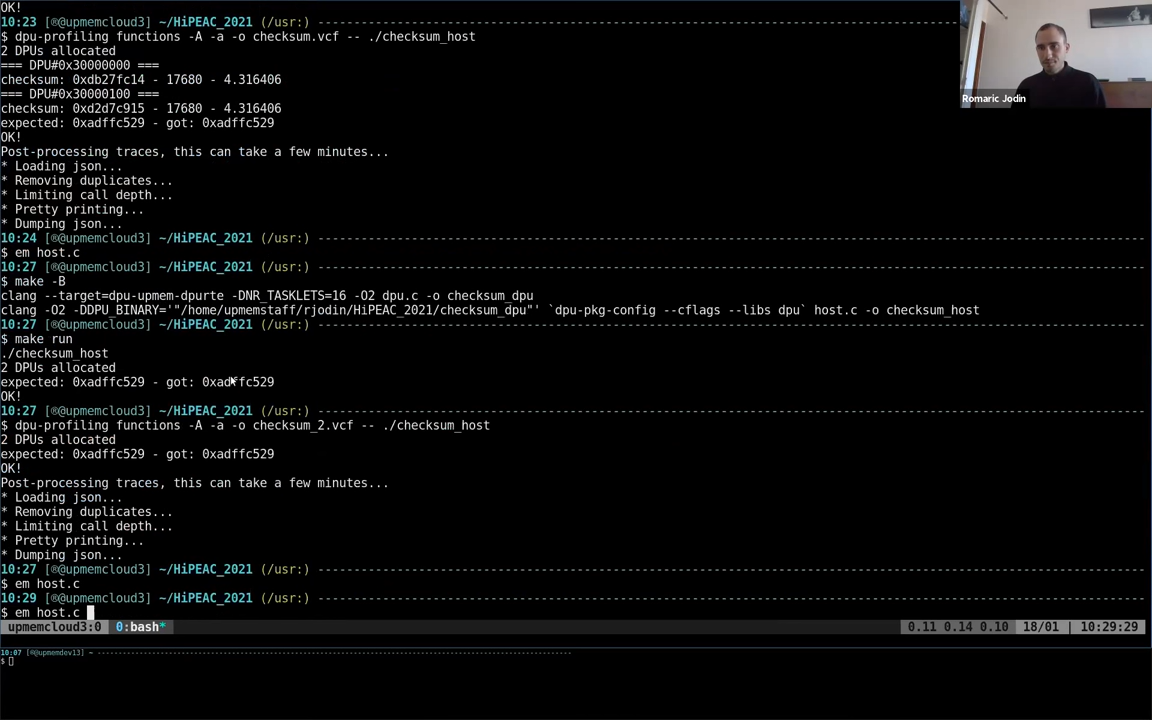 OK!
10:23 [®@upmemcloud3] ~/HiPEAC_2021 (/usr:) ------------------------------------------------------------
$ dpu-profiling functions -A -a -o checksum.vcf -- ./checksum_host
2 DPUs allocated
=== DPU#0x30000000 ===
checksum: 0xdb27fc14 - 17680 - 4.316406
=== DPU#0x30000100 ===
checksum: 0xd2d7c915 - 17680 - 4.316406
expected: 0xadffc529 - got: 0xadffc529
OK!
Post-processing traces, this can take a few minutes...
* Loading json...
* Removing duplicates...
* Limiting call depth...
* Pretty printing...
* Dumping json...
10:24 [®@upmemcloud3] ~/HiPEAC_2021 (/usr:) ------------------------------------------------------------
$ em host.c
10:27 [®@upmemcloud3] ~/HiPEAC_2021 (/usr:) ------------------------------------------------------------
$ make -B
clang --target=dpu-upmem-dpurte -DNR_TASKLETS=16 -O2 dpu.c -o checksum_dpu
clang -O2 -DDPU_BINARY='"/home/upmemstaff/rjodin/HiPEAC_2021/checksum_dpu"' `dpu-pkg-config --cflags --libs dpu` host.c -o checksum_host
10:27 [®@upmemcloud3] ~/HiPEAC_2021 (/usr:) ------------------------------------------------------------
$ make run
./checksum_host
2 DPUs allocated
expected: 0xadffc529 - got: 0xadffc529
OK!
10:27 [®@upmemcloud3] ~/HiPEAC_2021 (/usr:) ------------------------------------------------------------
$ dpu-profiling functions -A -a -o checksum_2.vcf -- ./checksum_host
2 DPUs allocated
expected: 0xadffc529 - got: 0xadffc529
OK!
Post-processing traces, this can take a few minutes...
* Loading json...
* Removing duplicates...
* Limiting call depth...
* Pretty printing...
* Dumping json...
10:27 [®@upmemcloud3] ~/HiPEAC_2021 (/usr:) ------------------------------------------------------------
$ em host.c
10:29 [®@upmemcloud3] ~/HiPEAC_2021 (/usr:) ------------------------------------------------------------
$ em host.c
upmemcloud3:0 0:bash* 0.11 0.14 0.10 18/01 | 10:29:29
10:07 [®@upmemdev13] ~ ------------------------------------------------------------
$
Romaric Jodin